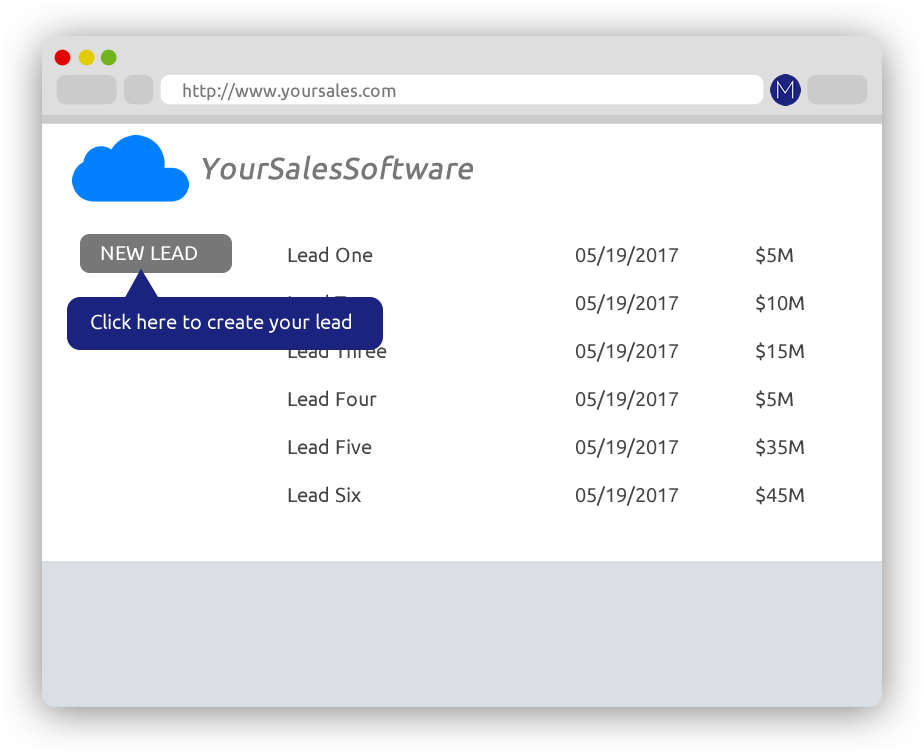 http://www.yoursales.com M
YourSalesSoftware
NEW LEAD
Lead One 05/19/2017 $5M
05/19/2017 $10M
Click here to create your lead
Lead Three 05/19/2017 $15M
Lead Four 05/19/2017 $5M
Lead Five 05/19/2017 $35M
Lead Six 05/19/2017 $45M